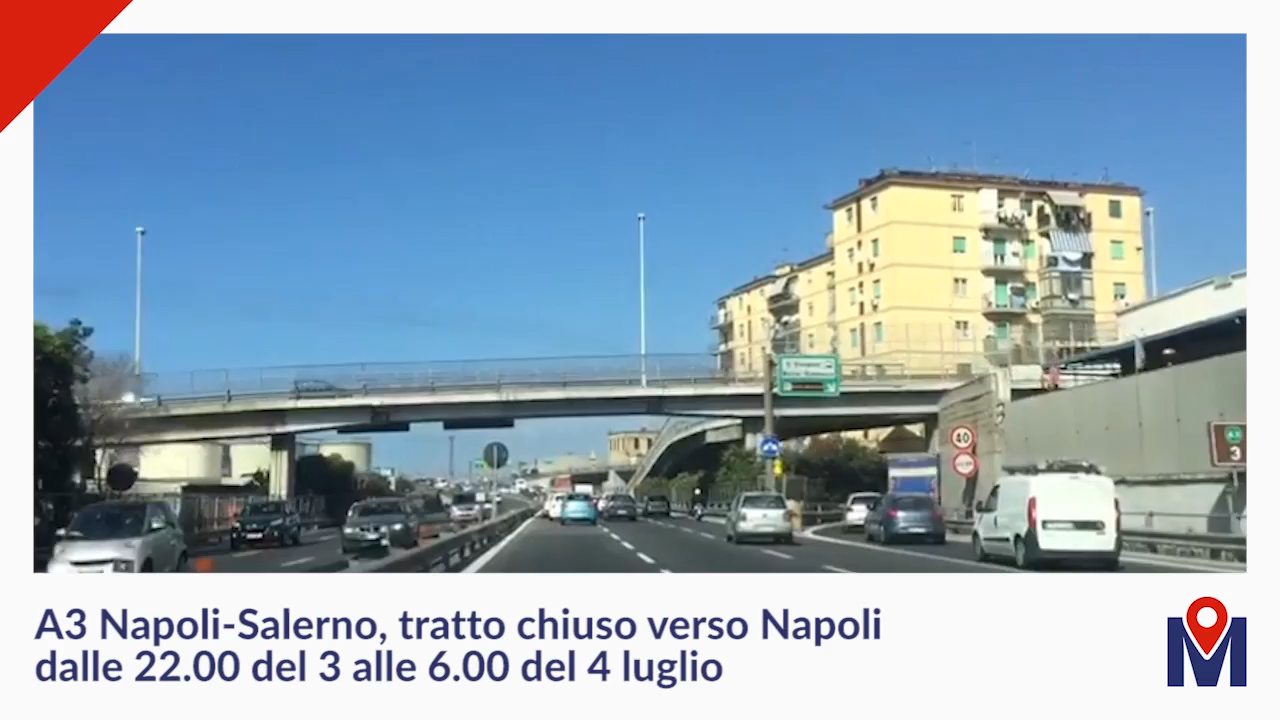 40
3
A3 Napoli-Salerno, tratto chiuso verso Napoli
dalle 22.00 del 3 alle 6.00 del 4 luglio
M